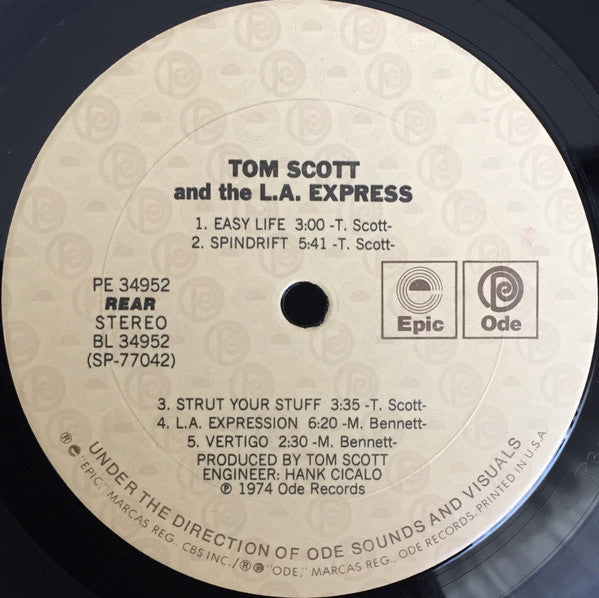 TOM SCOTT
and the L.A. EXPRESS
1. EASY LIFE 3:00 -T. Scott-
2. SPINDRIFT 5:41 -T. Scott-
PE 34952
REAR
STEREO
BL 34952
(SP-77042)
Epic
Ode
3. STRUT YOUR STUFF 3:35 -T. Scott-
4. L.A. EXPRESSION 6:20 -M. Bennett-
5. VERTIGO 2:30 -M. Bennett-
PRODUCED BY TOM SCOTT
ENGINEER: HANK CICALO
℗ 1974 Ode Records
UNDER THE DIRECTION OF ODE SOUNDS AND VISUALS
® "EPIC," MARCAS REG., CBS INC./® "ODE," MARCAS REG., ODE RECORDS, PRINTED IN U.S.A.